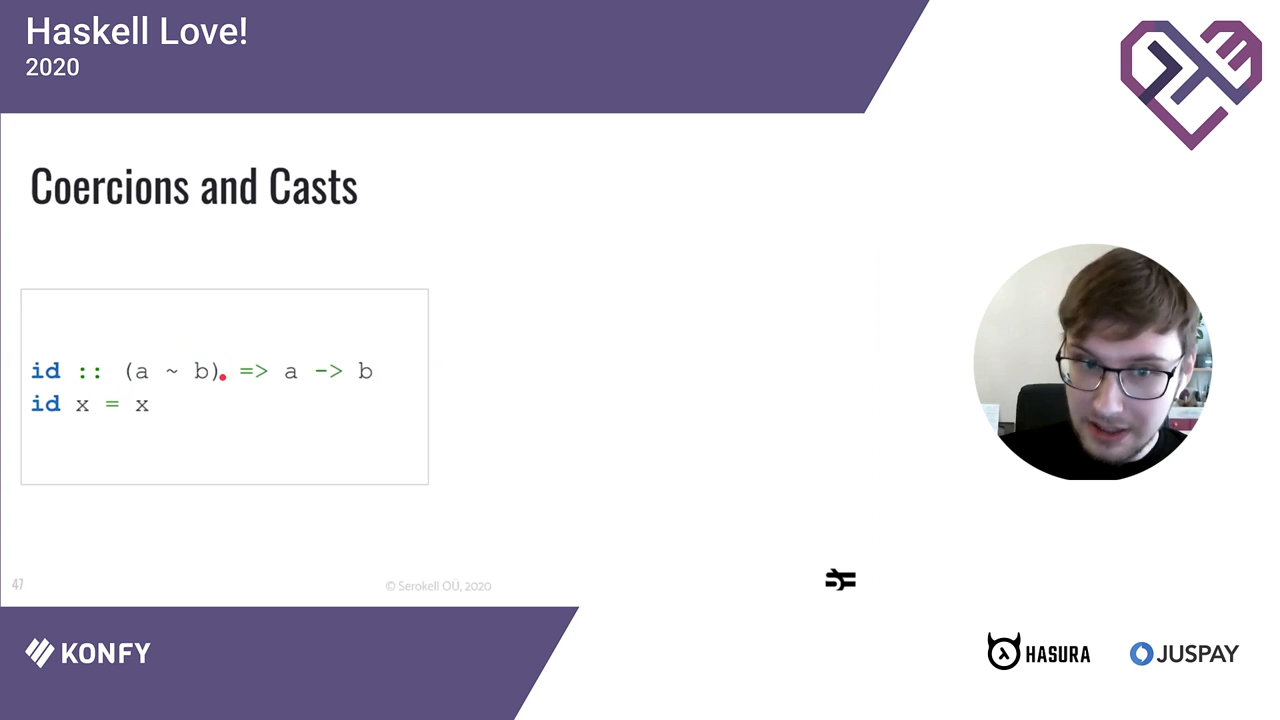 Haskell Love!
2020
Coercions and Casts
id :: (a ~ b) => a -> b
id x = x
47
© Serokell OÜ, 2020
KONFY
HASURA
JUSPAY